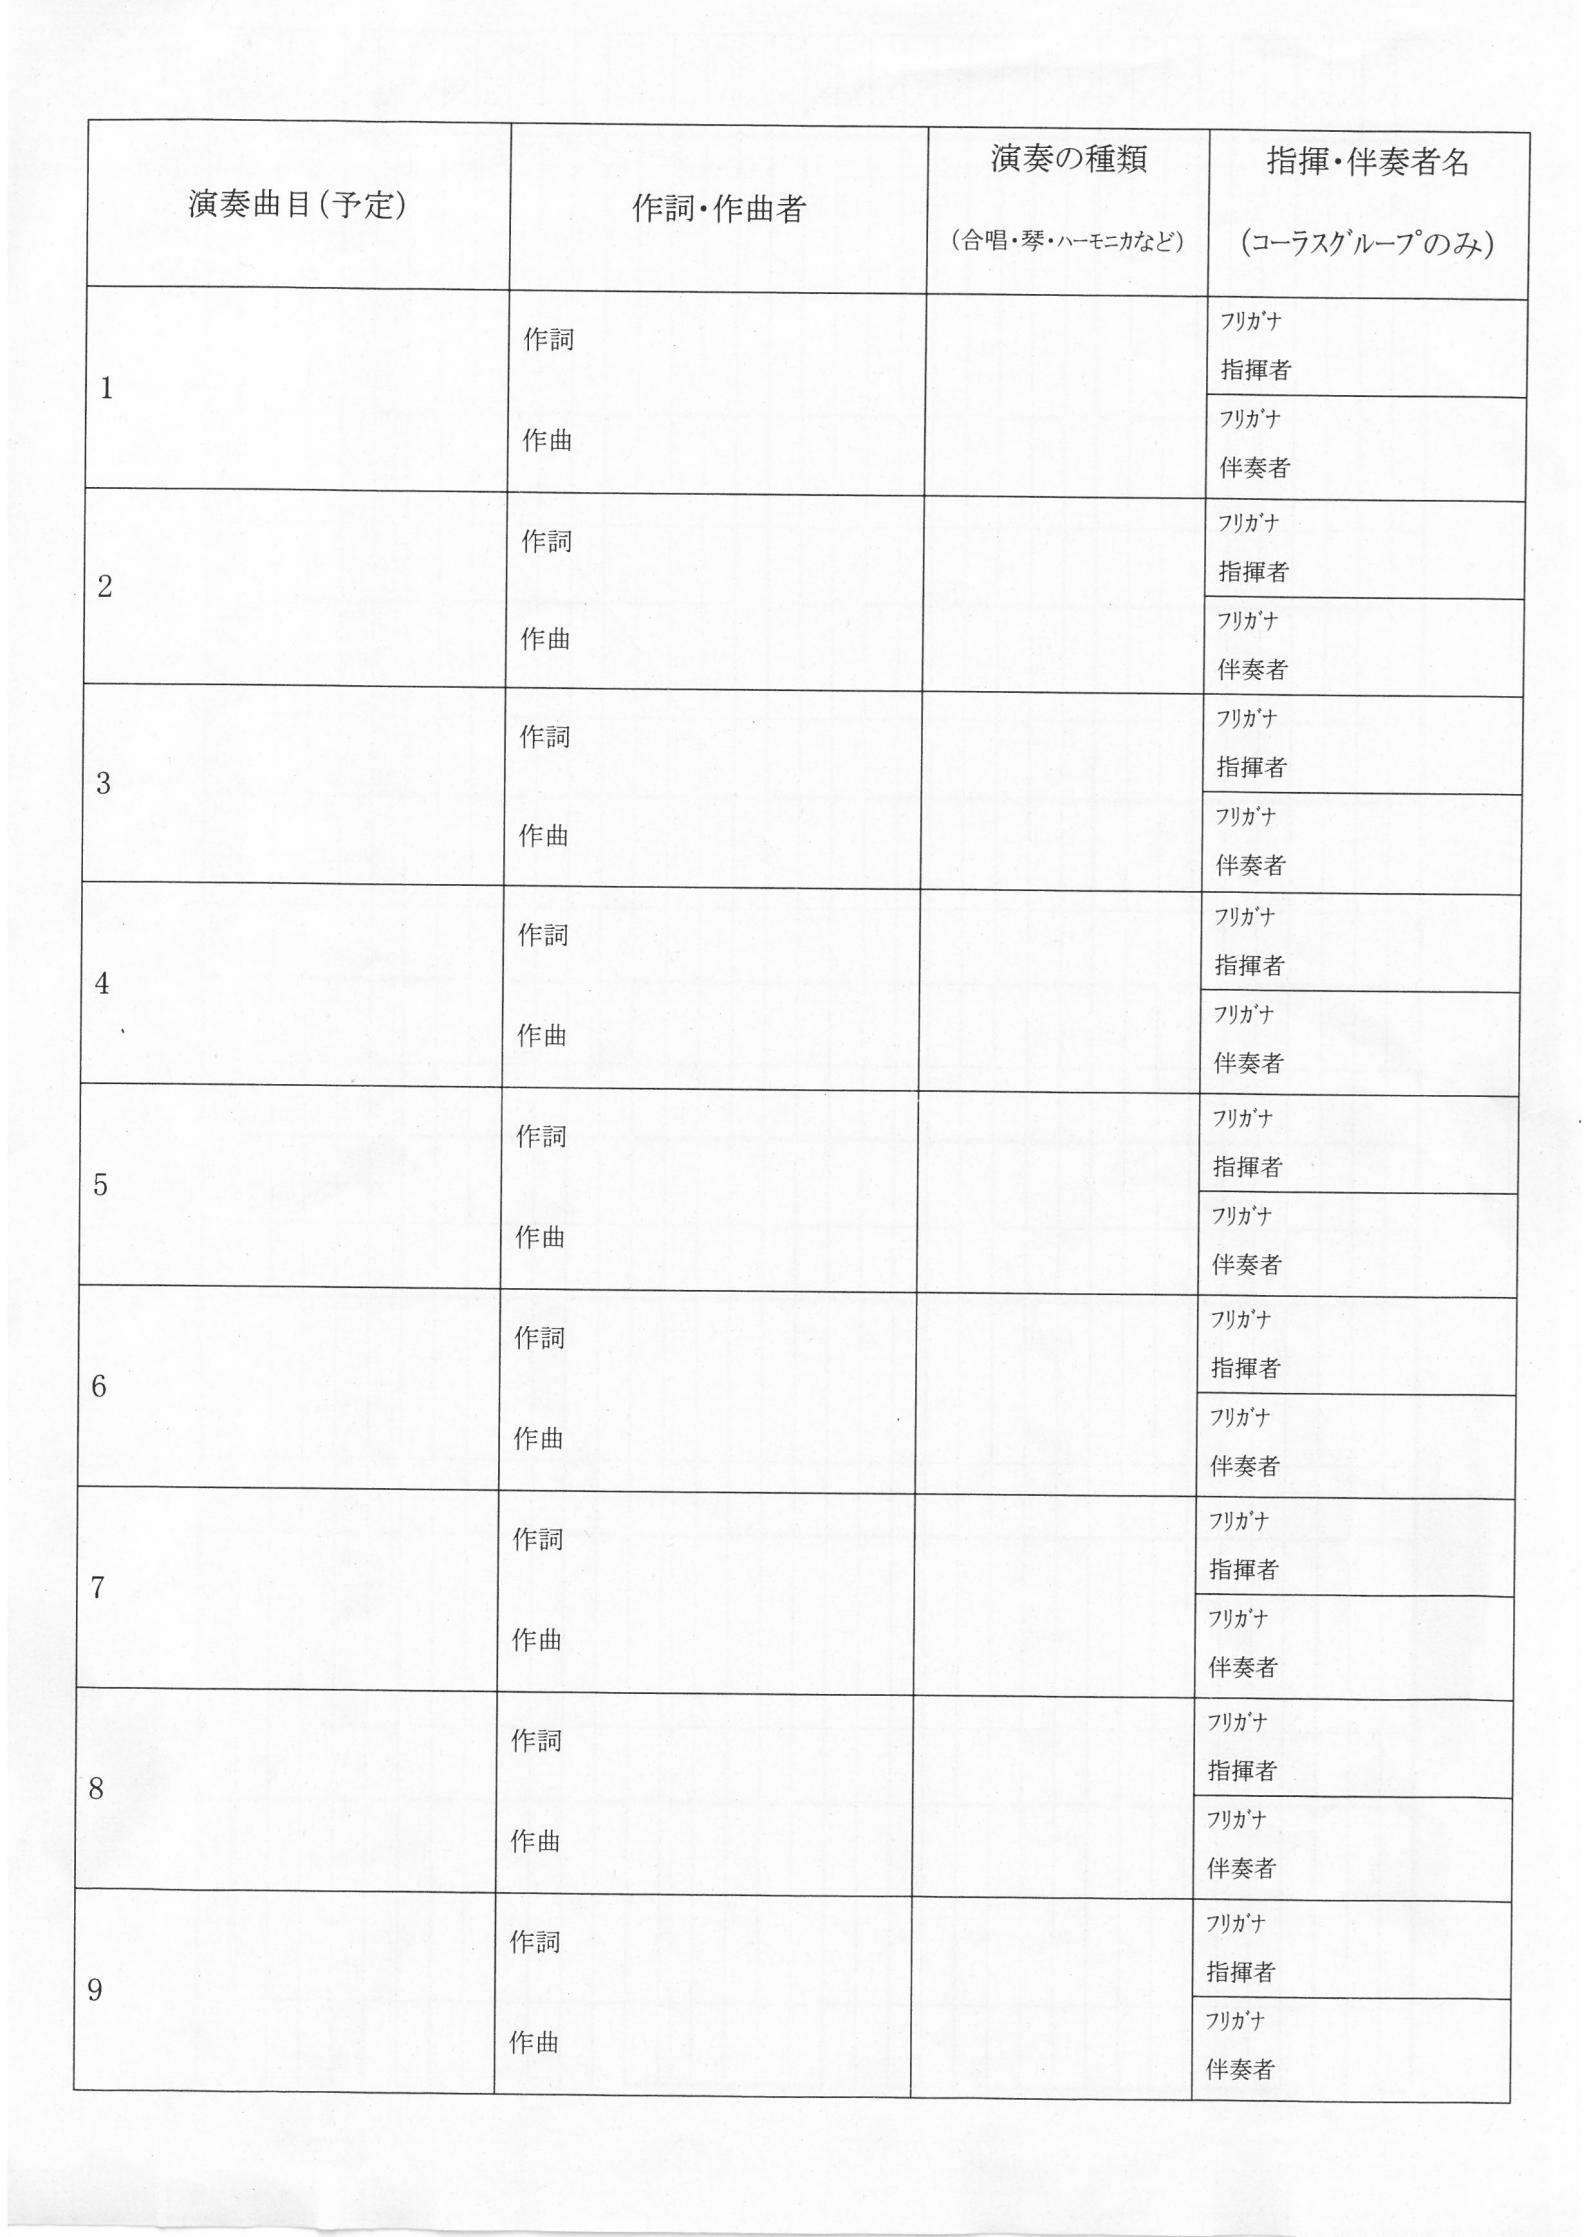 演奏曲目(予定)
作詞・作曲者
演奏の種類
(合唱・琴・ﾊｰﾓﾆｶなど)
指揮・伴奏者名
(ｺｰﾗｽｸﾞﾙｰﾌﾟのみ)
1
作詞
作曲
ﾌﾘｶﾞﾅ
指揮者
ﾌﾘｶﾞﾅ
伴奏者
2
作詞
作曲
ﾌﾘｶﾞﾅ
指揮者
ﾌﾘｶﾞﾅ
伴奏者
3
作詞
作曲
ﾌﾘｶﾞﾅ
指揮者
ﾌﾘｶﾞﾅ
伴奏者
4
作詞
作曲
ﾌﾘｶﾞﾅ
指揮者
ﾌﾘｶﾞﾅ
伴奏者
5
作詞
作曲
ﾌﾘｶﾞﾅ
指揮者
ﾌﾘｶﾞﾅ
伴奏者
6
作詞
作曲
ﾌﾘｶﾞﾅ
指揮者
ﾌﾘｶﾞﾅ
伴奏者
7
作詞
作曲
ﾌﾘｶﾞﾅ
指揮者
ﾌﾘｶﾞﾅ
伴奏者
8
作詞
作曲
ﾌﾘｶﾞﾅ
指揮者
ﾌﾘｶﾞﾅ
伴奏者
9
作詞
作曲
ﾌﾘｶﾞﾅ
指揮者
ﾌﾘｶﾞﾅ
伴奏者